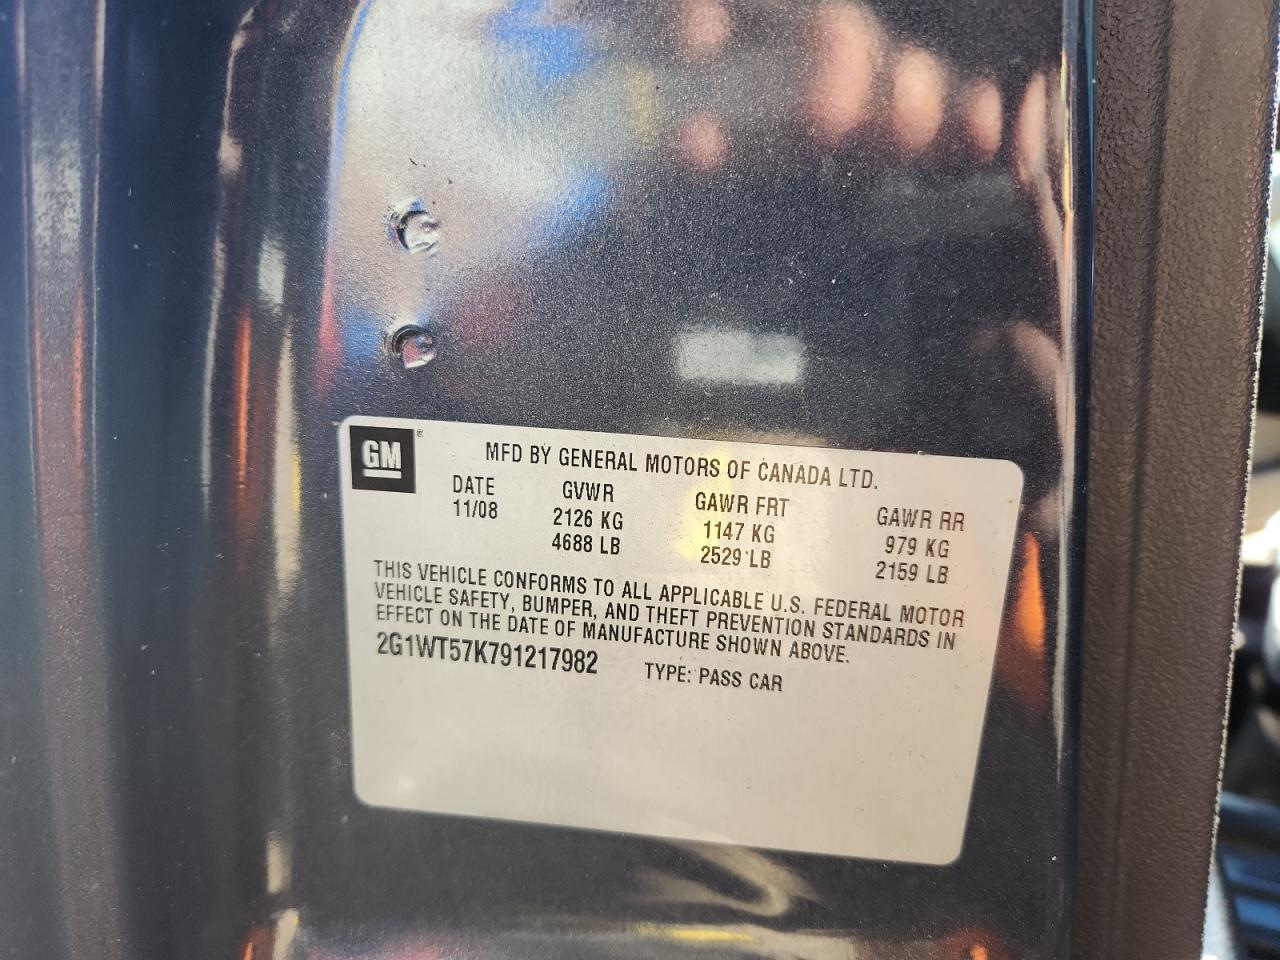 GM®
MFD BY GENERAL MOTORS OF CANADA LTD.
DATE GVWR GAWR FRT GAWR RR
11/08 2126 KG 1147 KG 979 KG
4688 LB 2529 LB 2159 LB
THIS VEHICLE CONFORMS TO ALL APPLICABLE U.S. FEDERAL MOTOR
VEHICLE SAFETY, BUMPER, AND THEFT PREVENTION STANDARDS IN
EFFECT ON THE DATE OF MANUFACTURE SHOWN ABOVE.
2G1WT57K791217982 TYPE: PASS CAR